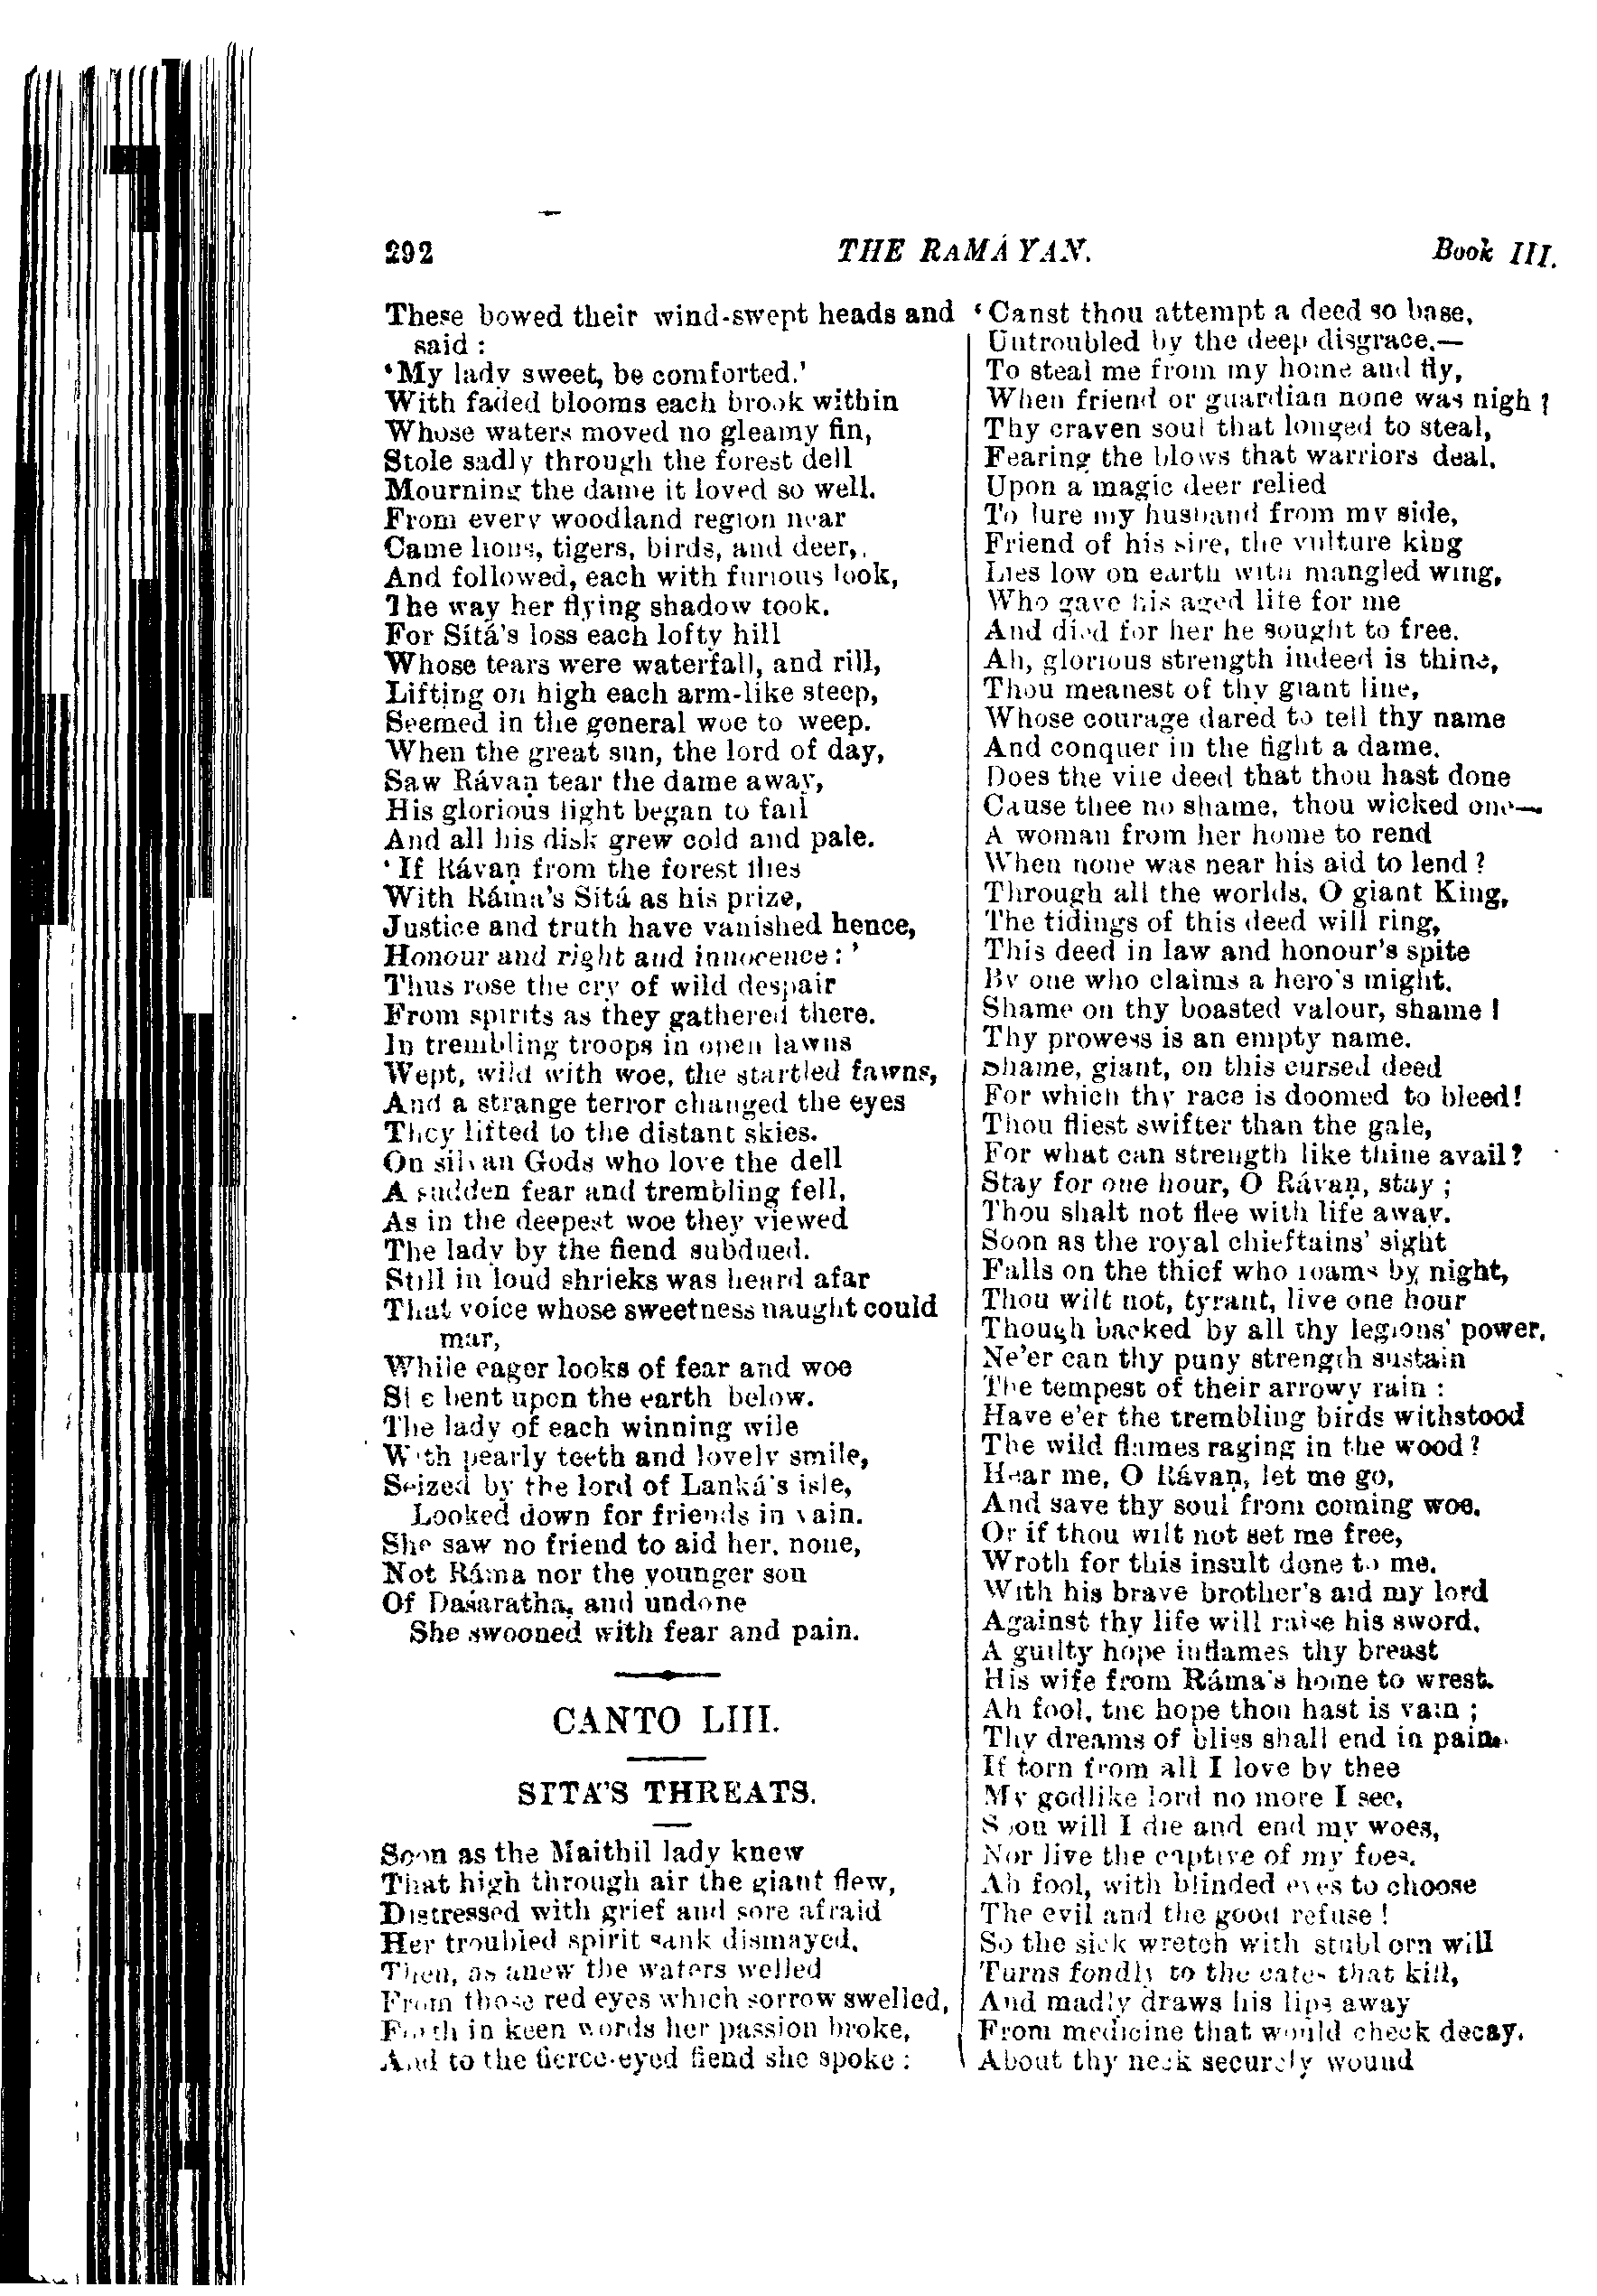 292 THE RAMÁYAN. Book III.
These bowed their wind-swept heads and
said :
'My lady sweet, be comforted.'
With faded blooms each brook within
Whose waters moved no gleamy fin,
Stole sadly through the forest dell
Mourning the dame it loved so well.
From every woodland region near
Came lions, tigers, birds, and deer,
And followed, each with furious look,
The way her flying shadow took.
For Sítá's loss each lofty hill
Whose tears were waterfall, and rill,
Lifting on high each arm-like steep,
Seemed in the general woe to weep.
When the great sun, the lord of day,
Saw Rávaṇ tear the dame away,
His glorious light began to fail
And all his disk grew cold and pale.
'If Rávaṇ from the forest flies
With Ráma's Sítá as his prize,
Justice and truth have vanished hence,
Honour and right and innocence:'
Thus rose the cry of wild despair
From spirits as they gathered there.
In trembling troops in open lawns
Wept, wild with woe, the startled fawns,
And a strange terror changed the eyes
They lifted to the distant skies.
On silvan Gods who love the dell
A sudden fear and trembling fell,
As in the deepest woe they viewed
The lady by the fiend subdued.
Still in loud shrieks was heard afar
That voice whose sweetness naught could
mar,
While eager looks of fear and woe
She bent upon the earth below.
The lady of each winning wile
With pearly teeth and lovely smile,
Seized by the lord of Lanká's isle,
Looked down for friends in vain.
She saw no friend to aid her, none,
Not Ráma nor the younger son
Of Daśaratha, and undone
She swooned with fear and pain.
CANTO LIII.
SITÁ'S THREATS.
Soon as the Maithil lady knew
That high through air the giant flew,
Distressed with grief and sore afraid
Her troubled spirit sank dismayed.
Then, as anew the waters welled
From those red eyes which sorrow swelled,
Forth in keen words her passion broke,
And to the fierce-eyed fiend she spoke :
'Canst thou attempt a deed so base,
Untroubled by the deep disgrace,—
To steal me from my home and fly,
When friend or guardian none was nigh ?
Thy craven soul that longed to steal,
Fearing the blows that warriors deal,
Upon a magic deer relied
To lure my husband from my side,
Friend of his sire, the vulture king
Lies low on earth with mangled wing,
Who gave his aged life for me
And died for her he sought to free.
Ah, glorious strength indeed is thine,
Thou meanest of thy giant line,
Whose courage dared to tell thy name
And conquer in the fight a dame.
Does the vile deed that thou hast done
Cause thee no shame, thou wicked one—
A woman from her home to rend
When none was near his aid to lend ?
Through all the worlds, O giant King,
The tidings of this deed will ring,
This deed in law and honour's spite
By one who claims a hero's might.
Shame on thy boasted valour, shame !
Thy prowess is an empty name.
Shame, giant, on this cursed deed
For which thy race is doomed to bleed!
Thou fliest swifter than the gale,
For what can strength like thine avail?
Stay for one hour, O Rávaṇ, stay ;
Thou shalt not flee with life away.
Soon as the royal chieftains' sight
Falls on the thief who roams by night,
Thou wilt not, tyrant, live one hour
Though backed by all thy legions' power.
Ne'er can thy puny strength sustain
The tempest of their arrowy rain :
Have e'er the trembling birds withstood
The wild flames raging in the wood?
Hear me, O Rávaṇ, let me go,
And save thy soul from coming woe.
Or if thou wilt not set me free,
Wroth for this insult done to me.
With his brave brother's aid my lord
Against thy life will raise his sword.
A guilty hope inflames thy breast
His wife from Ráma's home to wrest.
Ah fool, the hope thou hast is vain ;
Thy dreams of bliss shall end in pain.
If torn from all I love by thee
My godlike lord no more I see,
Soon will I die and end my woes,
Nor live the captive of my foes.
Ah fool, with blinded eyes to choose
The evil and the good refuse !
So the sick wretch with stubborn will
Turns fondly to the cates that kill,
And madly draws his lips away
From medicine that would check decay.
About thy neck securely wound